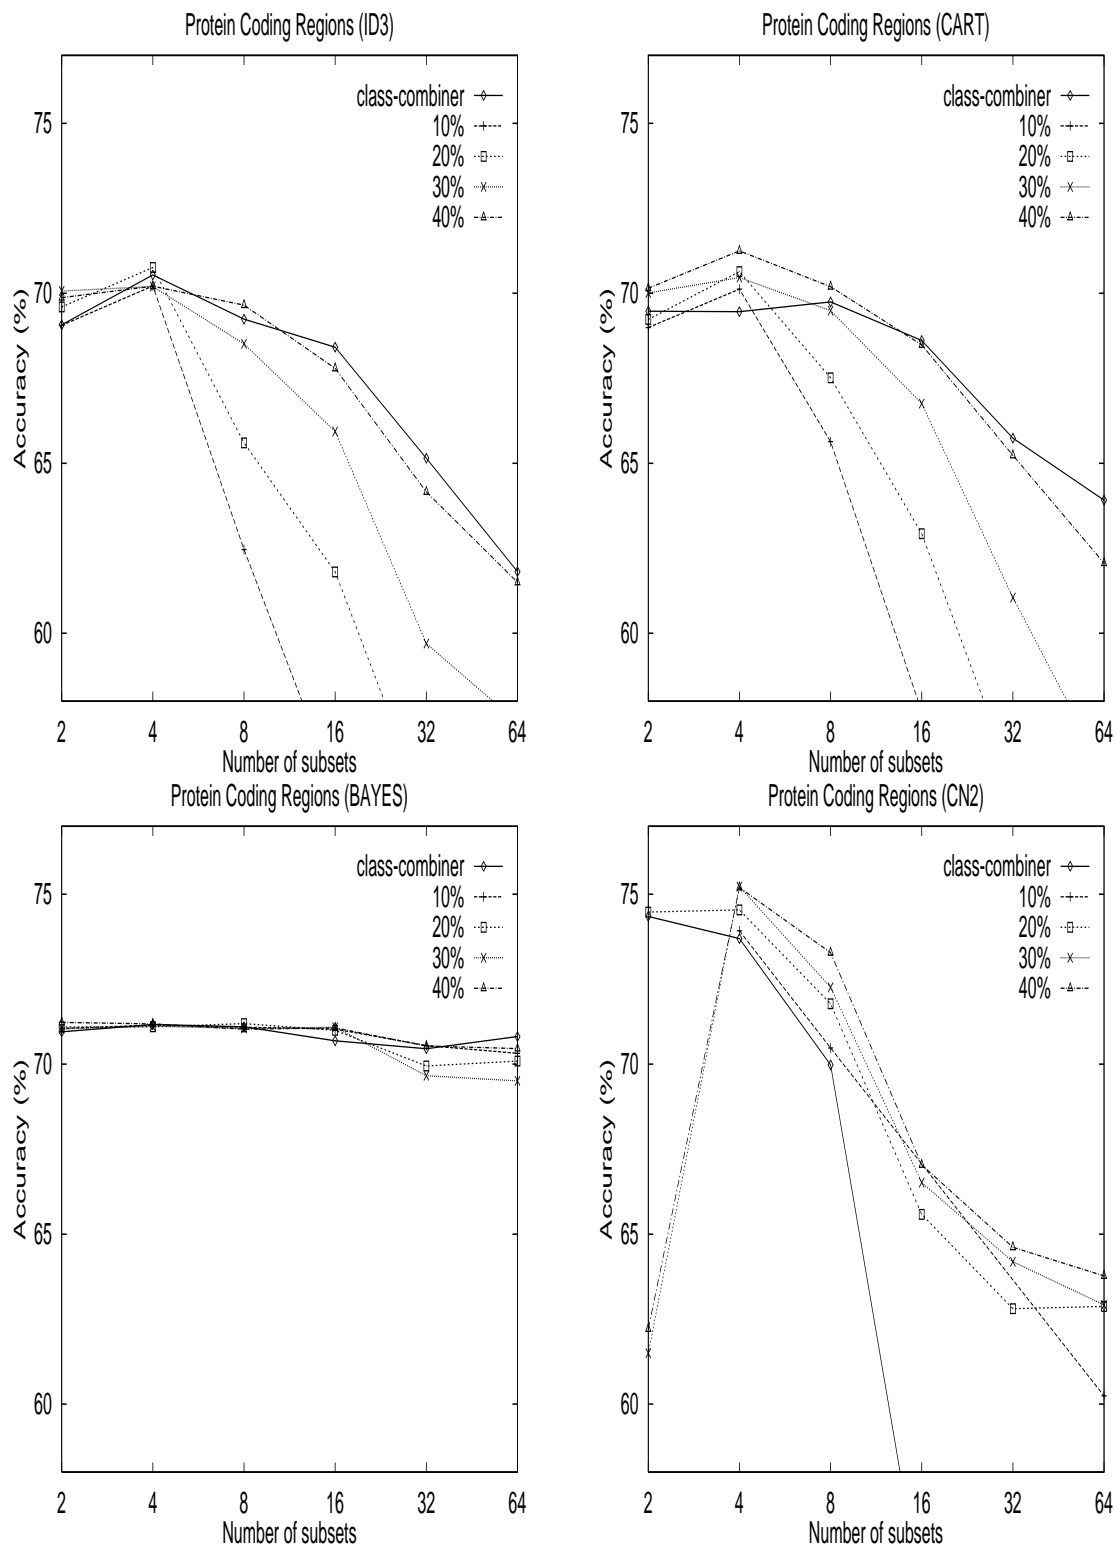 Protein Coding Regions (ID3)
class-combiner
10%
20%
30%
40%
75
70
65
60
Accuracy (%)
2 4 8 16 32 64
Number of subsets
Protein Coding Regions (CART)
class-combiner
10%
20%
30%
40%
75
70
65
60
Accuracy (%)
2 4 8 16 32 64
Number of subsets
Protein Coding Regions (BAYES)
class-combiner
10%
20%
30%
40%
75
70
65
60
Accuracy (%)
2 4 8 16 32 64
Number of subsets
Protein Coding Regions (CN2)
class-combiner
10%
20%
30%
40%
75
70
65
60
Accuracy (%)
2 4 8 16 32 64
Number of subsets